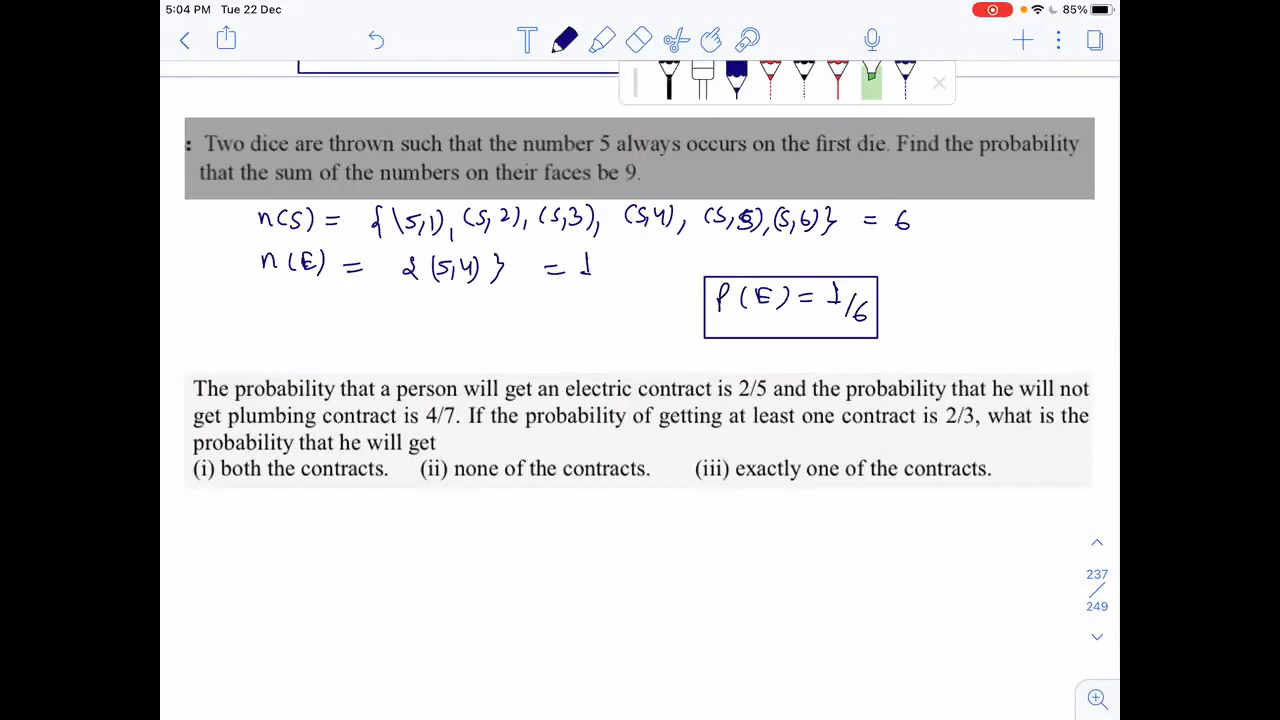 5:04 PM Tue 22 Dec 85%
T
: Two dice are thrown such that the number 5 always occurs on the first die. Find the probability
that the sum of the numbers on their faces be 9.
n(S) = {(5,1), (5,2), (5,3), (5,4), (5,5), (5,6)} = 6
n(E) = {(5,4)} = 1
P(E) = 1/6
The probability that a person will get an electric contract is 2/5 and the probability that he will not
get plumbing contract is 4/7. If the probability of getting at least one contract is 2/3, what is the
probability that he will get
(i) both the contracts. (ii) none of the contracts. (iii) exactly one of the contracts.
237
249